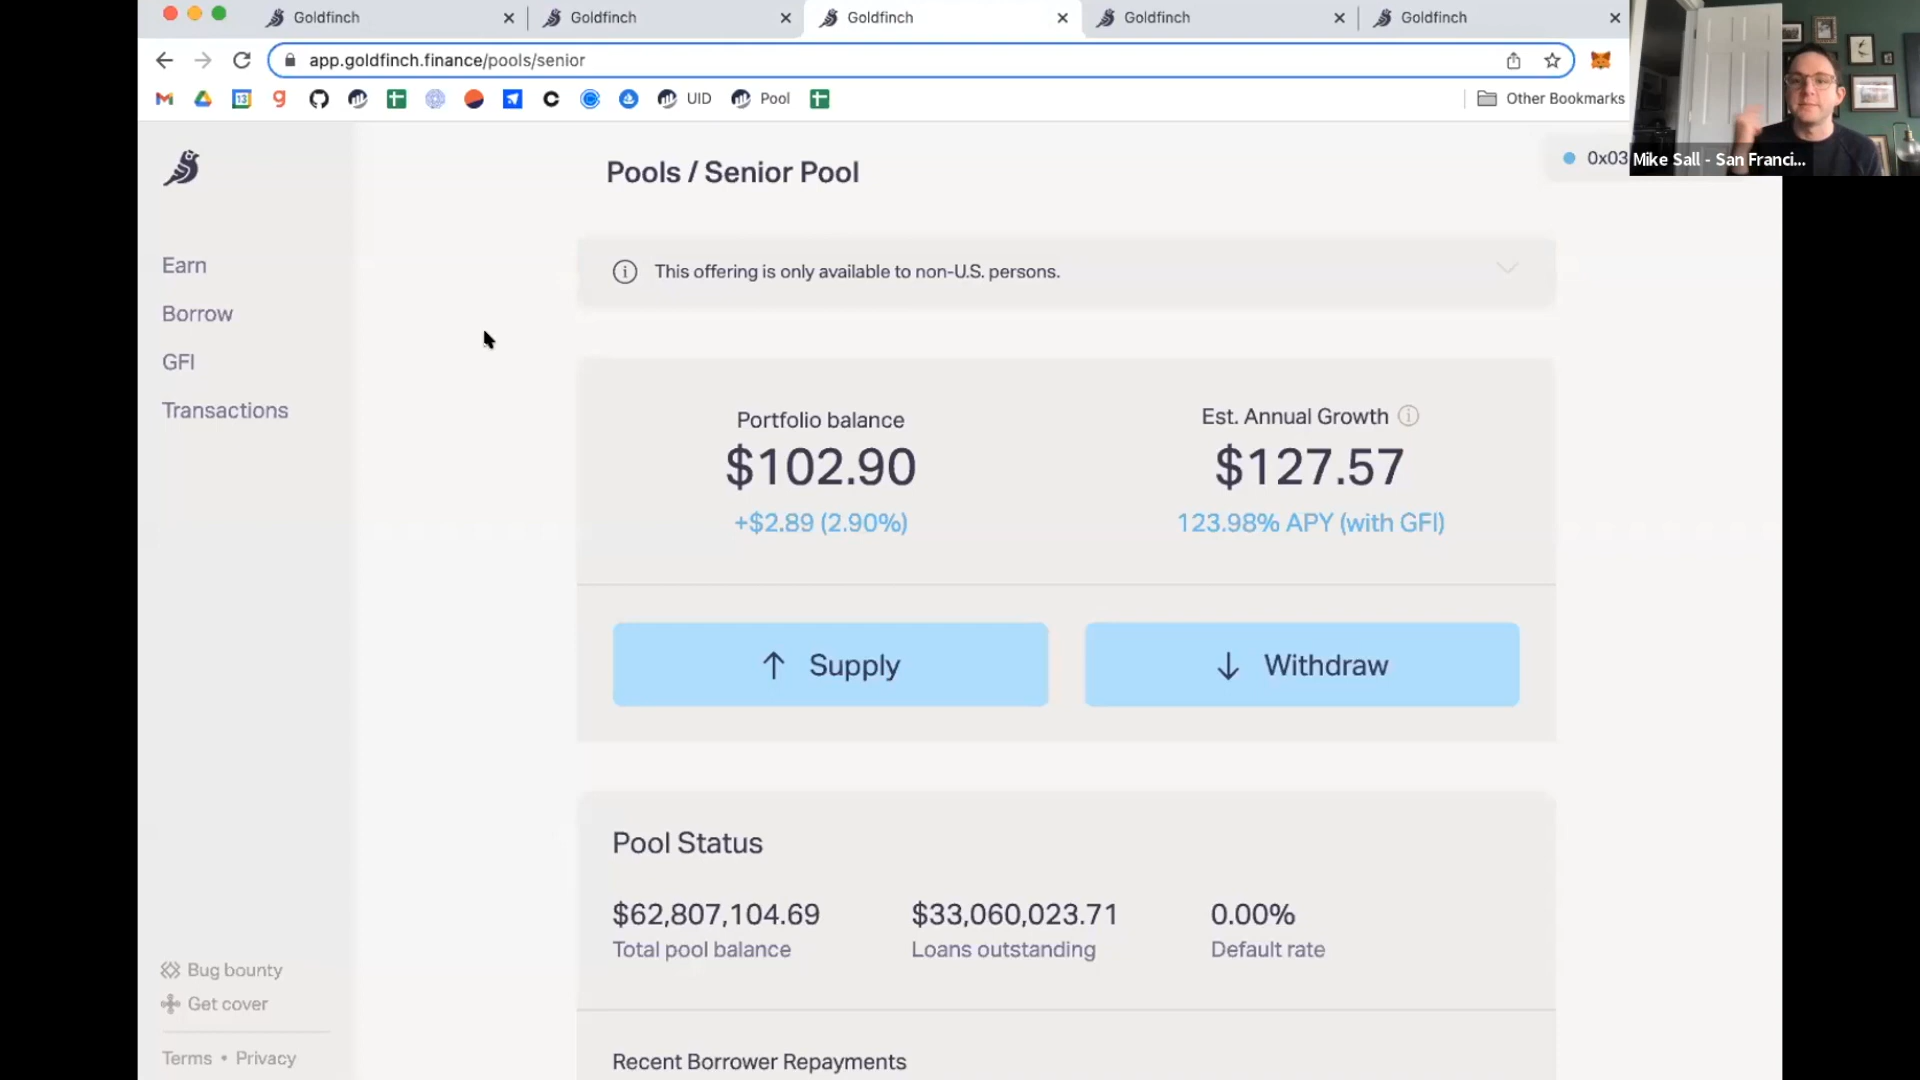 Goldfinch
Goldfinch
Goldfinch
Goldfinch
Goldfinch
app.goldfinch.finance/pools/senior
13
g
UID
Pool
Other Bookmarks
Pools / Senior Pool
0x03
Mike Sall - San Franci...
This offering is only available to non-U.S. persons.
Earn
Borrow
GFI
Transactions
Portfolio balance
$102.90
+$2.89 (2.90%)
Est. Annual Growth
$127.57
123.98% APY (with GFI)
Supply
Withdraw
Pool Status
$62,807,104.69
Total pool balance
$33,060,023.71
Loans outstanding
0.00%
Default rate
Recent Borrower Repayments
Bug bounty
Get cover
Terms • Privacy